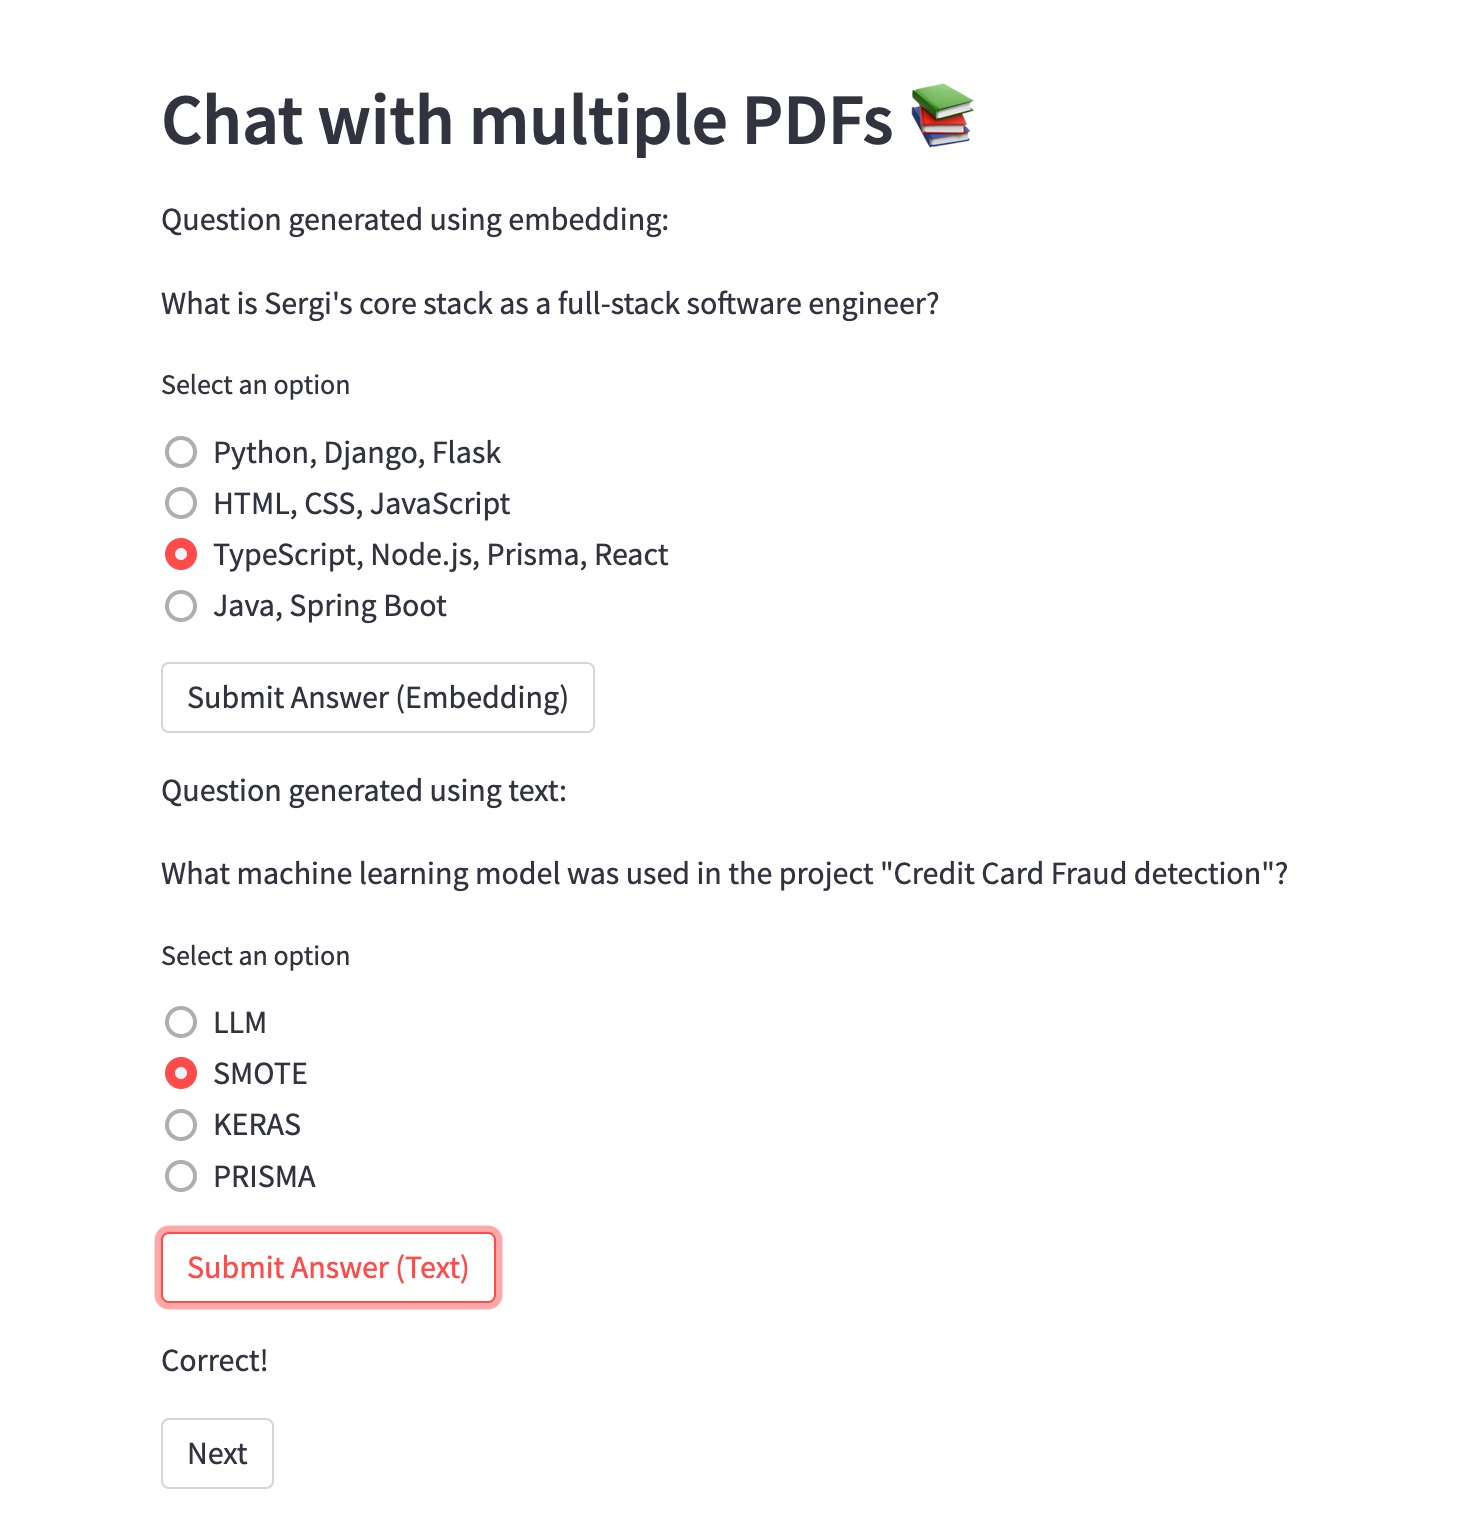 Chat with multiple PDFs 📚
Question generated using embedding:
What is Sergi's core stack as a full-stack software engineer?
Select an option
Python, Django, Flask
HTML, CSS, JavaScript
TypeScript, Node.js, Prisma, React
Java, Spring Boot
Submit Answer (Embedding)
Question generated using text:
What machine learning model was used in the project "Credit Card Fraud detection"?
Select an option
LLM
SMOTE
KERAS
PRISMA
Submit Answer (Text)
Correct!
Next